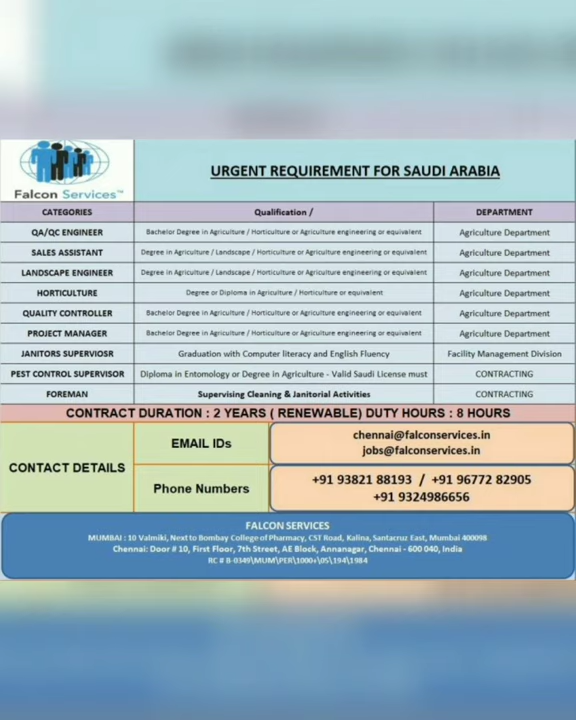 Falcon Services™
URGENT REQUIREMENT FOR SAUDI ARABIA
CATEGORIES Qualification / DEPARTMENT
QA/QC ENGINEER Bachelor Degree in Agriculture / Horticulture or Agriculture engineering or equivalent Agriculture Department
SALES ASSISTANT Degree in Agriculture / Landscape / Horticulture or Agriculture engineering or equivalent Agriculture Department
LANDSCAPE ENGINEER Degree in Agriculture / Landscape / Horticulture or Agriculture engineering or equivalent Agriculture Department
HORTICULTURE Degree or Diploma in Agriculture / Horticulture or equivalent Agriculture Department
QUALITY CONTROLLER Bachelor Degree in Agriculture / Horticulture or Agriculture engineering or equivalent Agriculture Department
PROJECT MANAGER Bachelor Degree in Agriculture / Horticulture or Agriculture engineering or equivalent Agriculture Department
JANITORS SUPERVIOSR Graduation with Computer literacy and English Fluency Facility Management Division
PEST CONTROL SUPERVISOR Diploma in Entomology or Degree in Agriculture - Valid Saudi License must CONTRACTING
FOREMAN Supervising Cleaning & Janitorial Activities CONTRACTING
CONTRACT DURATION : 2 YEARS ( RENEWABLE) DUTY HOURS : 8 HOURS
CONTACT DETAILS
EMAIL IDs
chennai@falconservices.in
jobs@falconservices.in
Phone Numbers
+91 93821 88193 / +91 96772 82905
+91 9324986656
FALCON SERVICES
MUMBAI : 10 Valmiki, Next to Bombay College of Pharmacy, CST Road, Kalina, Santacruz East, Mumbai 400098
Chennai: Door # 10, First Floor, 7th Street, AE Block, Annanagar, Chennai - 600 040, India
RC # B-0349\MUM\PER\1000+\05\194\1984